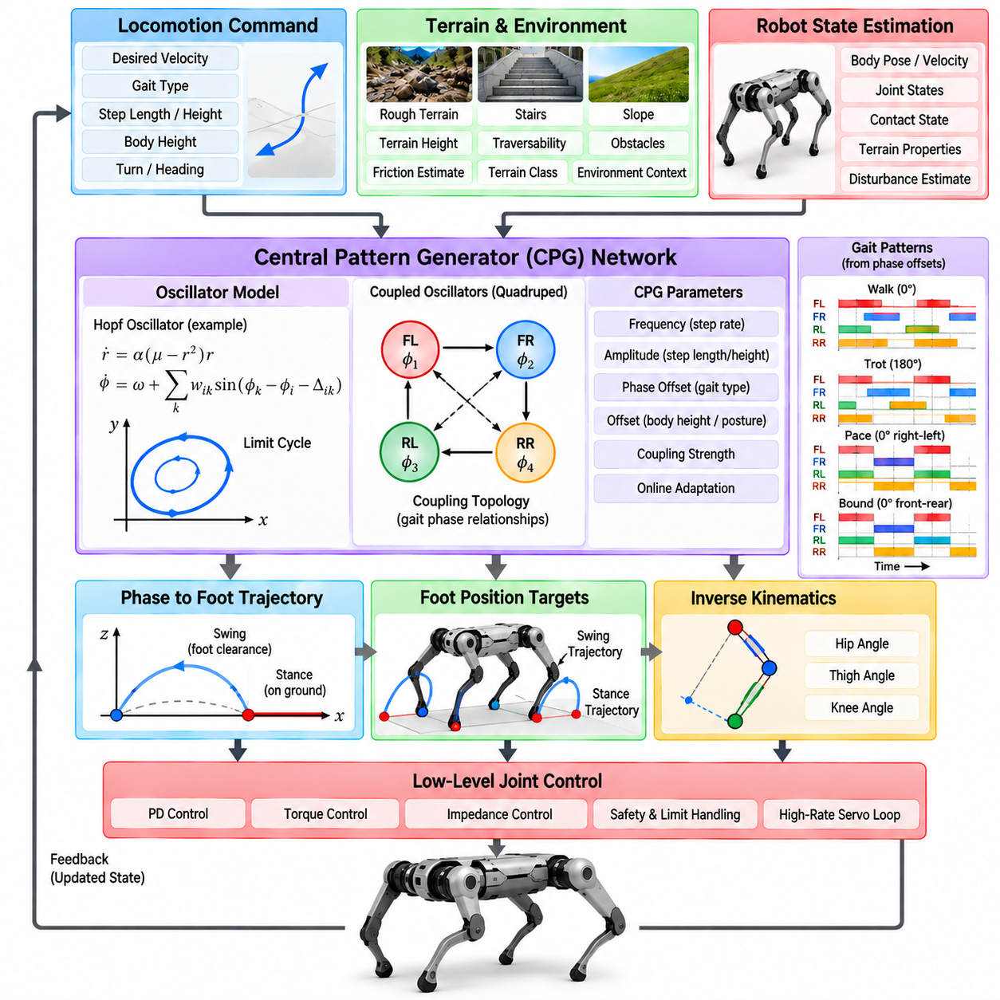 Locomotion Command
Desired Velocity
Gait Type
Step Length / Height
Body Height
Turn / Heading
Terrain & Environment
Rough Terrain
Stairs
Slope
Terrain Height
Traversability
Obstacles
Friction Estimate
Terrain Class
Environment Context
Robot State Estimation
Body Pose / Velocity
Joint States
Contact State
Terrain Properties
Disturbance Estimate
Central Pattern Generator (CPG) Network
Oscillator Model
Hopf Oscillator (example)
ṙ = α(μ − r²)r
ϕ̇ = ω + ∑ₖ wᵢₖ sin(ϕₖ − ϕᵢ − Δᵢₖ)
y
Limit Cycle
x
Coupled Oscillators (Quadruped)
FL
ϕ₁
FR
ϕ₂
RL
ϕ₃
RR
ϕ₄
Coupling Topology
(gait phase relationships)
CPG Parameters
Frequency (step rate)
Amplitude (step length/height)
Phase Offset (gait type)
Offset (body height / posture)
Coupling Strength
Online Adaptation
Gait Patterns
(from phase offsets)
Walk (0°)
FL
FR
RL
RR
Trot (180°)
FL
FR
RL
RR
Pace (0° right-left)
FL
FR
RL
RR
Bound (0° front-rear)
FL
FR
RL
RR
Time
Phase to Foot Trajectory
z
Swing
(foot clearance)
Stance
(on ground)
x
Foot Position Targets
Swing
Trajectory
Stance
Trajectory
Inverse Kinematics
Hip Angle
Thigh Angle
Knee Angle
Low-Level Joint Control
PD Control
Torque Control
Impedance Control
Safety & Limit Handling
High-Rate Servo Loop
Feedback
(Updated State)